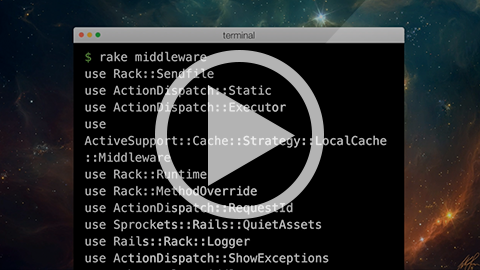 terminal
$ rake middleware
use Rack::Sendfile
use ActionDispatch::Static
use ActionDispatch::Executor
use
ActiveSupport::Cache::Strategy::LocalCache
::Middleware
use Rack::Runtime
use Rack::MethodOverride
use ActionDispatch::RequestId
use Sprockets::Rails::QuietAssets
use Rails::Rack::Logger
use ActionDispatch::ShowExceptions